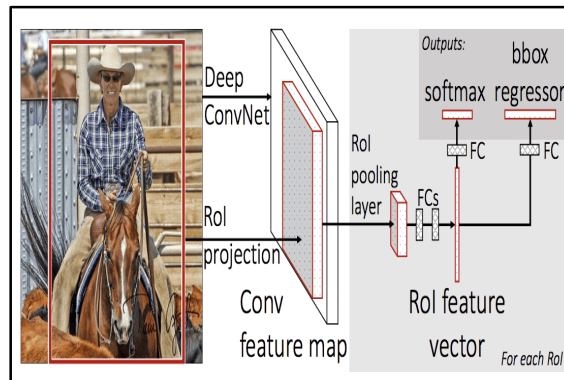 Deep
ConvNet
RoI
projection
Conv
feature map
RoI
pooling
layer
FCs
RoI feature
vector
Outputs:
softmax
bbox
regressor
FC
FC
For each RoI